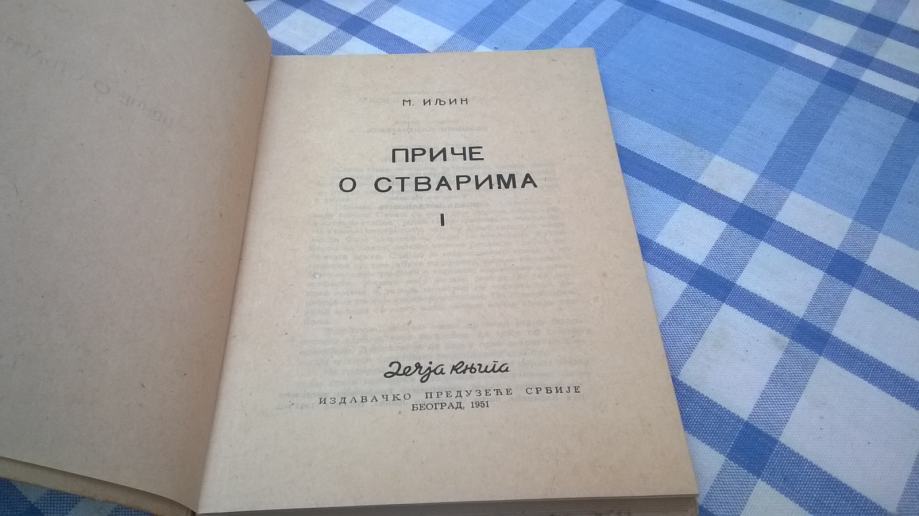 М. ИЉИН
ПРИЧЕ
О СТВАРИМА
I
Дечја књига
ИЗДАВАЧКО ПРЕДУЗЕЋЕ СРБИЈЕ
БЕОГРАД, 1951